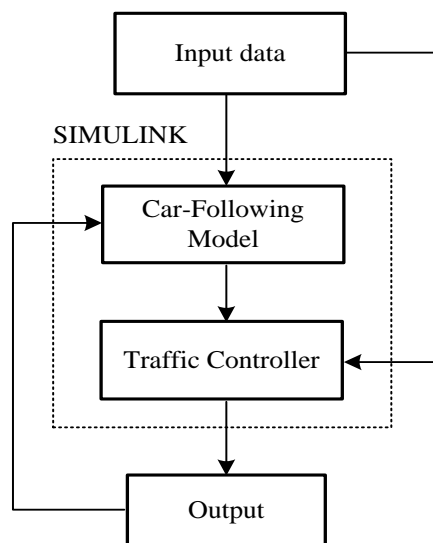 Input data
SIMULINK
Car-Following
Model
Traffic Controller
Output